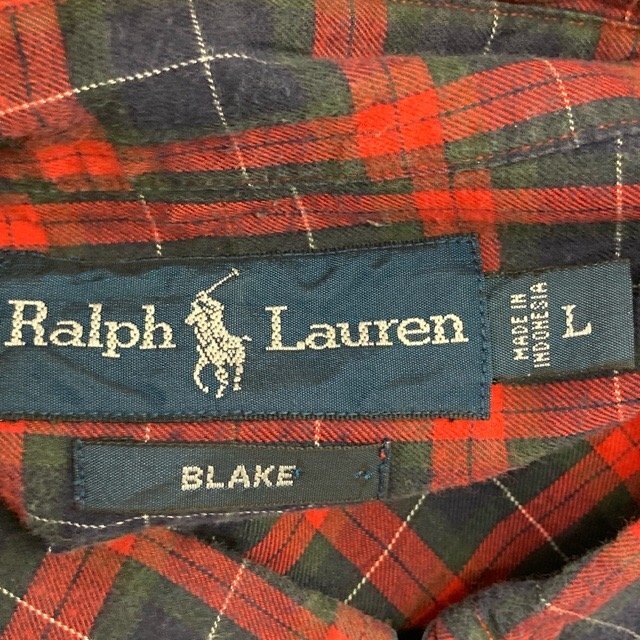 Ralph Lauren
MADE IN
INDONESIA
L
BLAKE